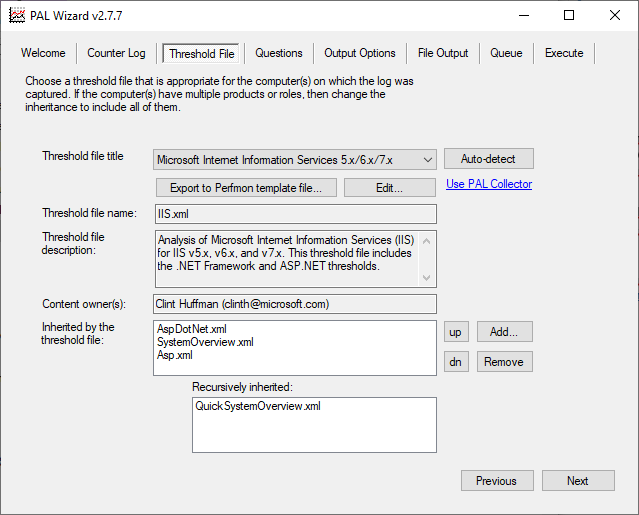 PAL Wizard v2.7.7
Welcome Counter Log Threshold File Questions Output Options File Output Queue Execute
Choose a threshold file that is appropriate for the computer(s) on which the log was
captured. If the computer(s) have multiple products or roles, then change the
inheritance to include all of them.
Threshold file title Microsoft Internet Information Services 5.x/6.x/7.x Auto-detect
Export to Perfmon template file... Edit... Use PAL Collector
Threshold file name: IIS.xml
Threshold file
description:
Analysis of Microsoft Internet Information Services (IIS)
for IIS v5.x, v6.x, and v7.x. This threshold file includes
the .NET Framework and ASP.NET thresholds.
Content owner(s): Clint Huffman (clinth@microsoft.com)
Inherited by the
threshold file:
AspDotNet.xml
SystemOverview.xml
Asp.xml
up Add...
dn Remove
Recursively inherited:
QuickSystemOverview.xml
Previous Next